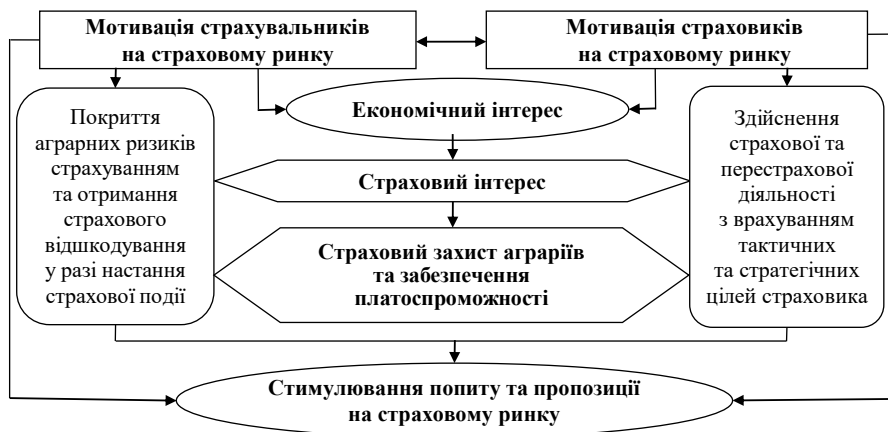 Мотивація страхувальників
на страховому ринку
Мотивація страховиків
на страховому ринку
Економічний інтерес
Покриття
аграрних ризиків
страхуванням
та отримання
страхового
відшкодування
у разі настання
страхової події
Страховий інтерес
Страховий захист аграріїв
та забезпечення
платоспроможності
Здійснення
страхової та
перестрахової
діяльності
з врахуванням
тактичних
та стратегічних
цілей страховика
Стимулювання попиту та пропозиції
на страховому ринку